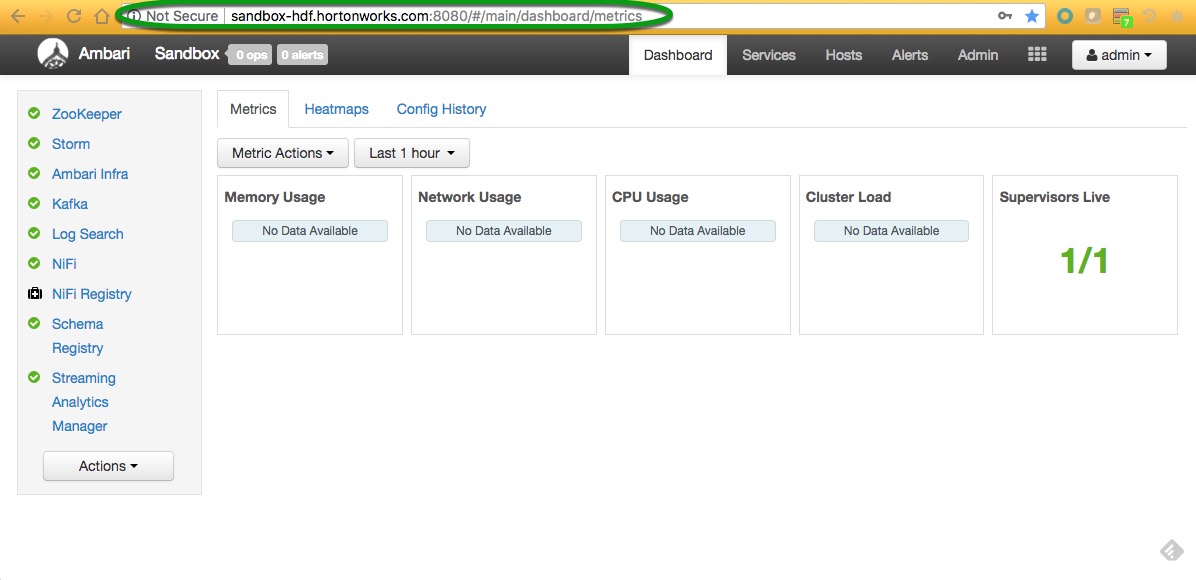 Not Secure sandbox-hdf.hortonworks.com:8080/#/main/dashboard/metrics
7
Ambari Sandbox 0 ops 0 alerts Dashboard Services Hosts Alerts Admin admin
ZooKeeper
Storm
Ambari Infra
Kafka
Log Search
NiFi
NiFi Registry
Schema
Registry
Streaming
Analytics
Manager
Actions
Metrics Heatmaps Config History
Metric Actions Last 1 hour
Memory Usage Network Usage CPU Usage Cluster Load Supervisors Live
No Data Available No Data Available No Data Available No Data Available
1/1